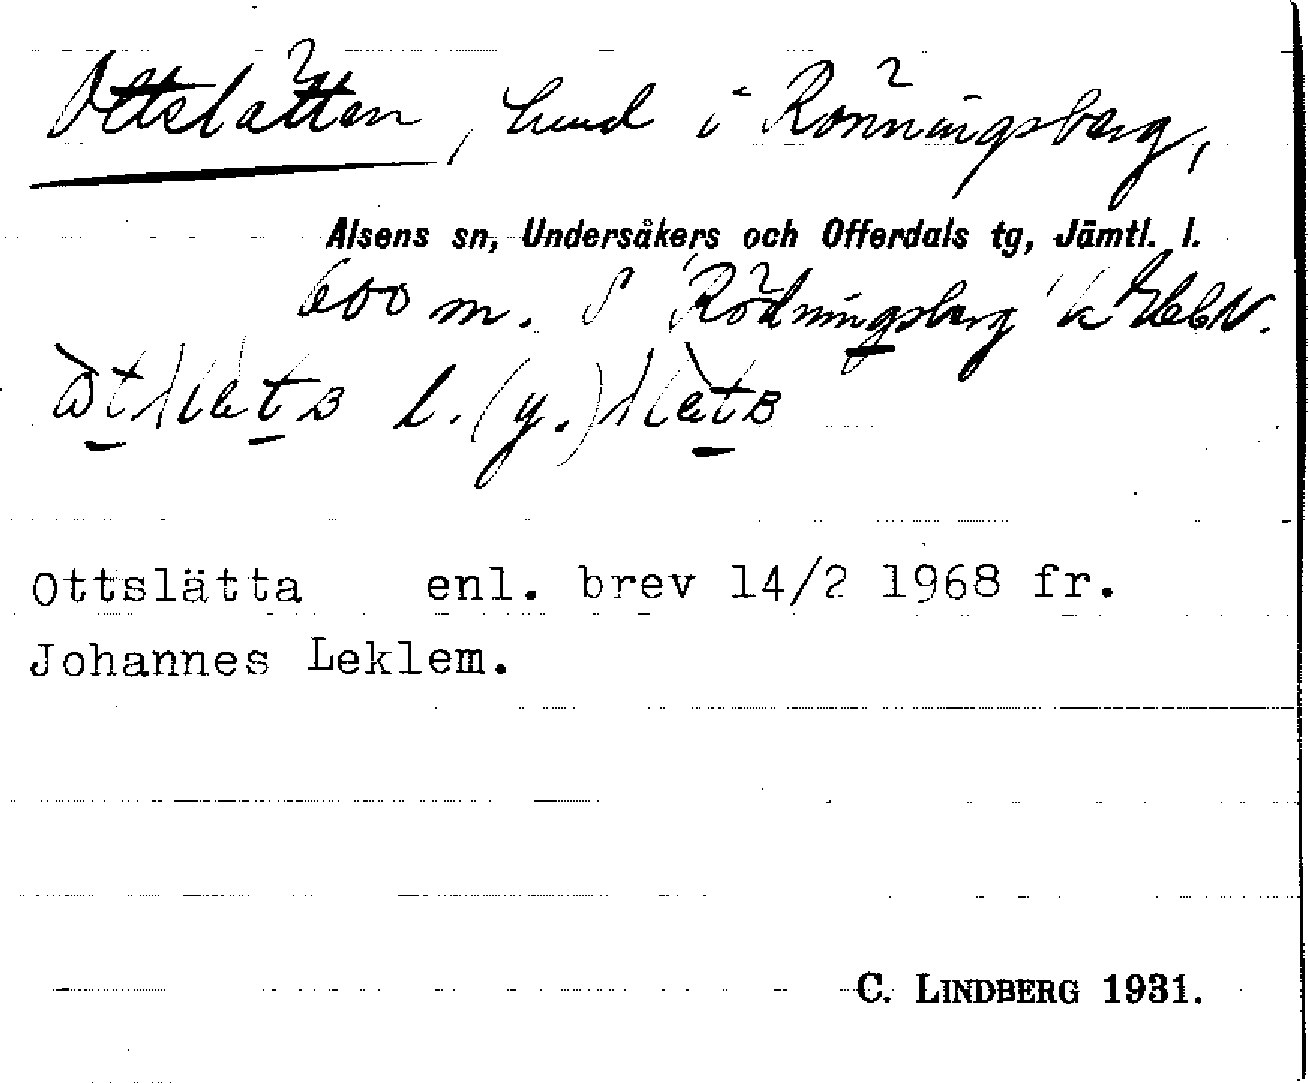 Ottslätten, lund i Rönningsberg,
Alsens sn, Undersåkers och Offerdals tg, Jämtl. l.
600 m. S Rödningsberg
l. (y.)
Ottslätta enl. brev 14/2 1968 fr.
Johannes Leklem.
C. LINDBERG 1931.